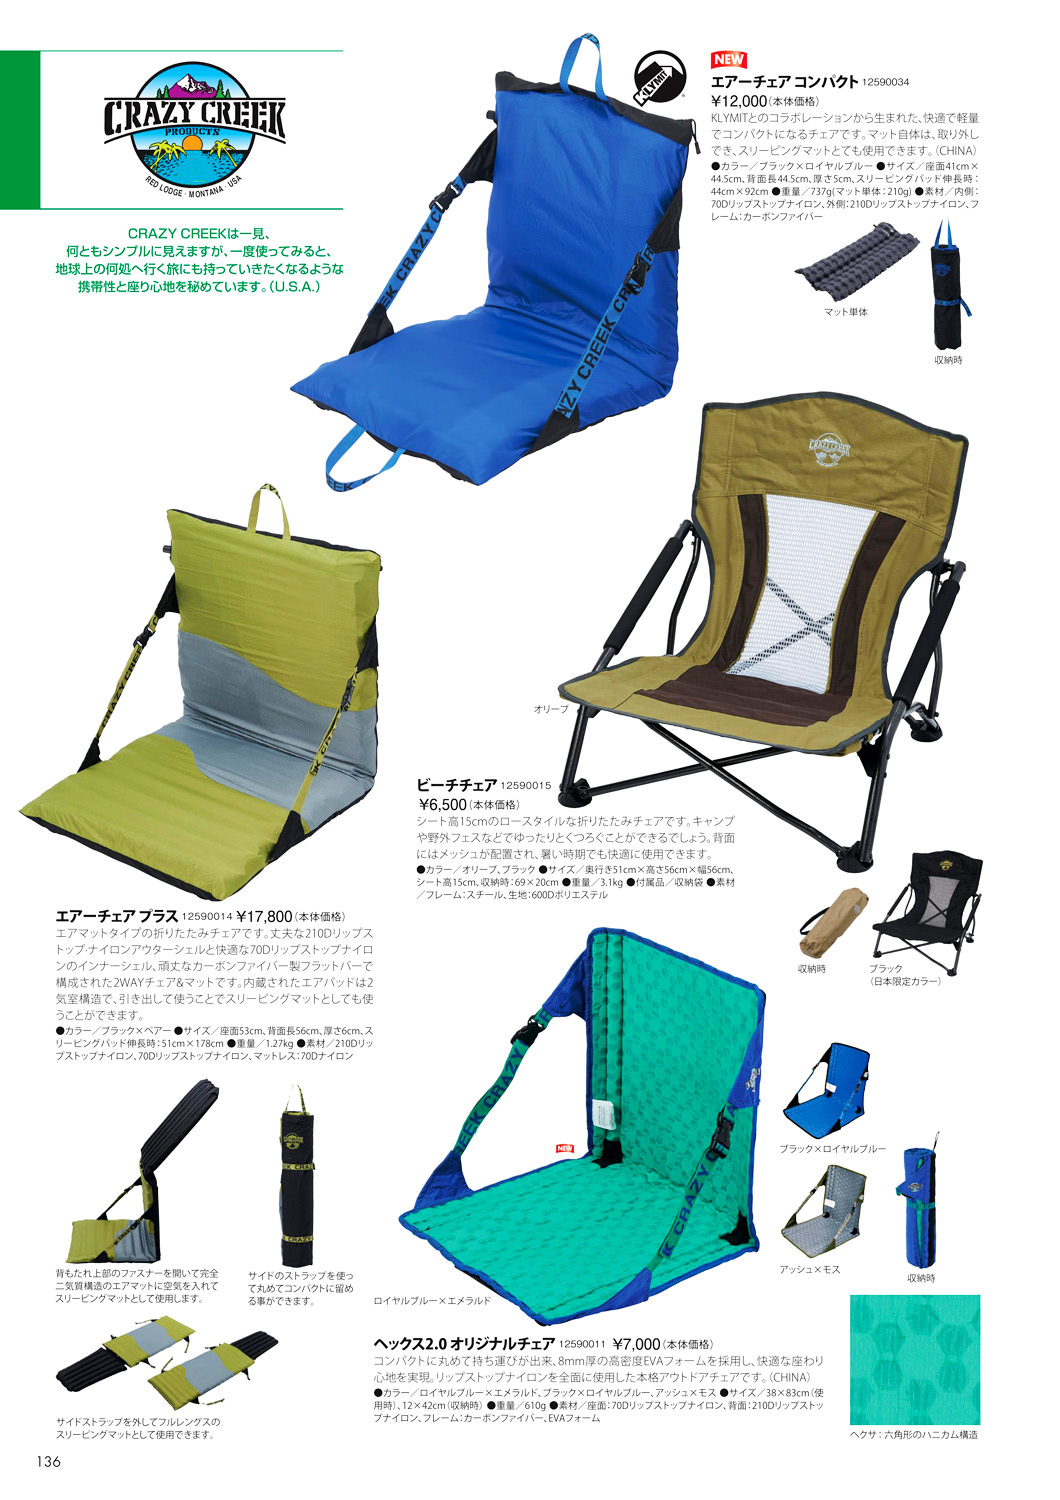 CRAZY CREEK
PRODUCTS
RED LODGE · MONTANA · USA
CRAZY CREEKは一見、
何ともシンプルに見えますが、一度使ってみると、
地球上の何処へ行く旅にも持っていきたくなるような
携帯性と座り心地を秘めています。（U.S.A.）
KLYMIT
NEW
エアーチェア コンパクト 12590034
¥12,000（本体価格）
KLYMITとのコラボレーションから生まれた、快適で軽量
でコンパクトになるチェアです。マット自体は、取り外し
でき、スリーピングマットとても使用できます。（CHINA）
●カラー／ブラック×ロイヤルブルー ●サイズ／座面41cm×
44.5cm、背面長44.5cm、厚さ5cm、スリーピングパッド伸長時：
44cm×92cm ●重量／737g(マット単体：210g) ●素材／内側：
70Dリップストップナイロン、外側：210Dリップストップナイロン、フ
レーム：カーボンファイバー
マット単体
収納時
オリーブ
ビーチチェア 12590015
¥6,500（本体価格）
シート高15cmのロースタイルな折りたたみチェアです。キャンプ
や野外フェスなどでゆったりとくつろぐことができるでしょう。背面
にはメッシュが配置され、暑い時期でも快適に使用できます。
●カラー／オリーブ、ブラック ●サイズ／奥行き51cm×高さ56cm×幅56cm、
シート高15cm、収納時：69×20cm ●重量／3.1kg ●付属品／収納袋 ●素材
／フレーム：スチール、生地：600Dポリエステル
収納時
ブラック
（日本限定カラー）
エアーチェア プラス 12590014 ¥17,800（本体価格）
エアマットタイプの折りたたみチェアです。丈夫な210Dリップス
トップ・ナイロンアウターシェルと快適な70Dリップストップナイロ
ンのインナーシェル、頑丈なカーボンファイバー製フラットバーで
構成された2WAYチェア&マットです。内蔵されたエアパッドは2
気室構造で、引き出して使うことでスリーピングマットとしても使
うことができます。
●カラー／ブラック×ペアー ●サイズ／座面53cm、背面長56cm、厚さ6cm、ス
リーピングパッド伸長時：51cm×178cm ●重量／1.27kg ●素材／210Dリッ
プストップナイロン、70Dリップストップナイロン、マットレス：70Dナイロン
背もたれ上部のファスナーを開いて完全
二気質構造のエアマットに空気を入れて
スリーピングマットとして使用します。
サイドのストラップを使っ
て丸めてコンパクトに留め
る事ができます。
サイドストラップを外してフルレングスの
スリーピングマットとして使用できます。
NEW
ロイヤルブルー×エメラルド
ブラック×ロイヤルブルー
アッシュ×モス
収納時
ヘックス2.0 オリジナルチェア 12590011 ¥7,000（本体価格）
コンパクトに丸めて持ち運びが出来、8mm厚の高密度EVAフォームを採用し、快適な座わり
心地を実現。リップストップナイロンを全面に使用した本格アウトドアチェアです。（CHINA）
●カラー／ロイヤルブルー×エメラルド、ブラック×ロイヤルブルー、アッシュ×モス ●サイズ／38×83cm（使
用時）、12×42cm（収納時） ●重量／610g ●素材／座面：70Dリップストップナイロン、背面：210Dリップストッ
プナイロン、フレーム：カーボンファイバー、EVAフォーム
ヘクサ：六角形のハニカム構造
136